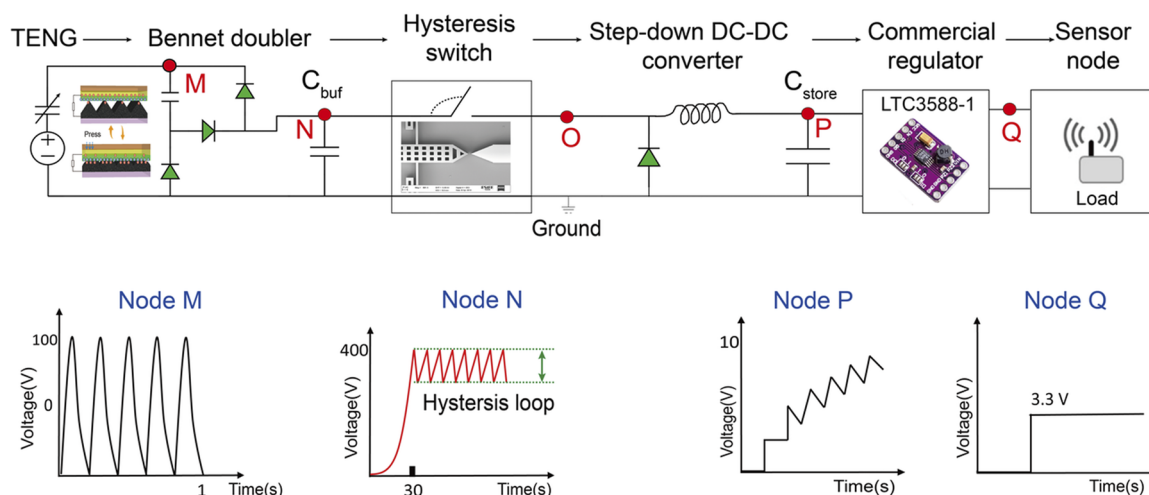 TENG
Bennet doubler
Hysteresis
switch
Step-down DC-DC
converter
Commercial
regulator
Sensor
node
M
Press
C buf
N
O
C store
P
LTC3588-1
Q
Load
Ground
Node M
100
0
Voltage(V)
1
Time(s)
Node N
400
Hystersis loop
Voltage(V)
30
Time(s)
Node P
10
Voltage(V)
Time(s)
Node Q
3.3 V
Voltage(V)
Time(s)